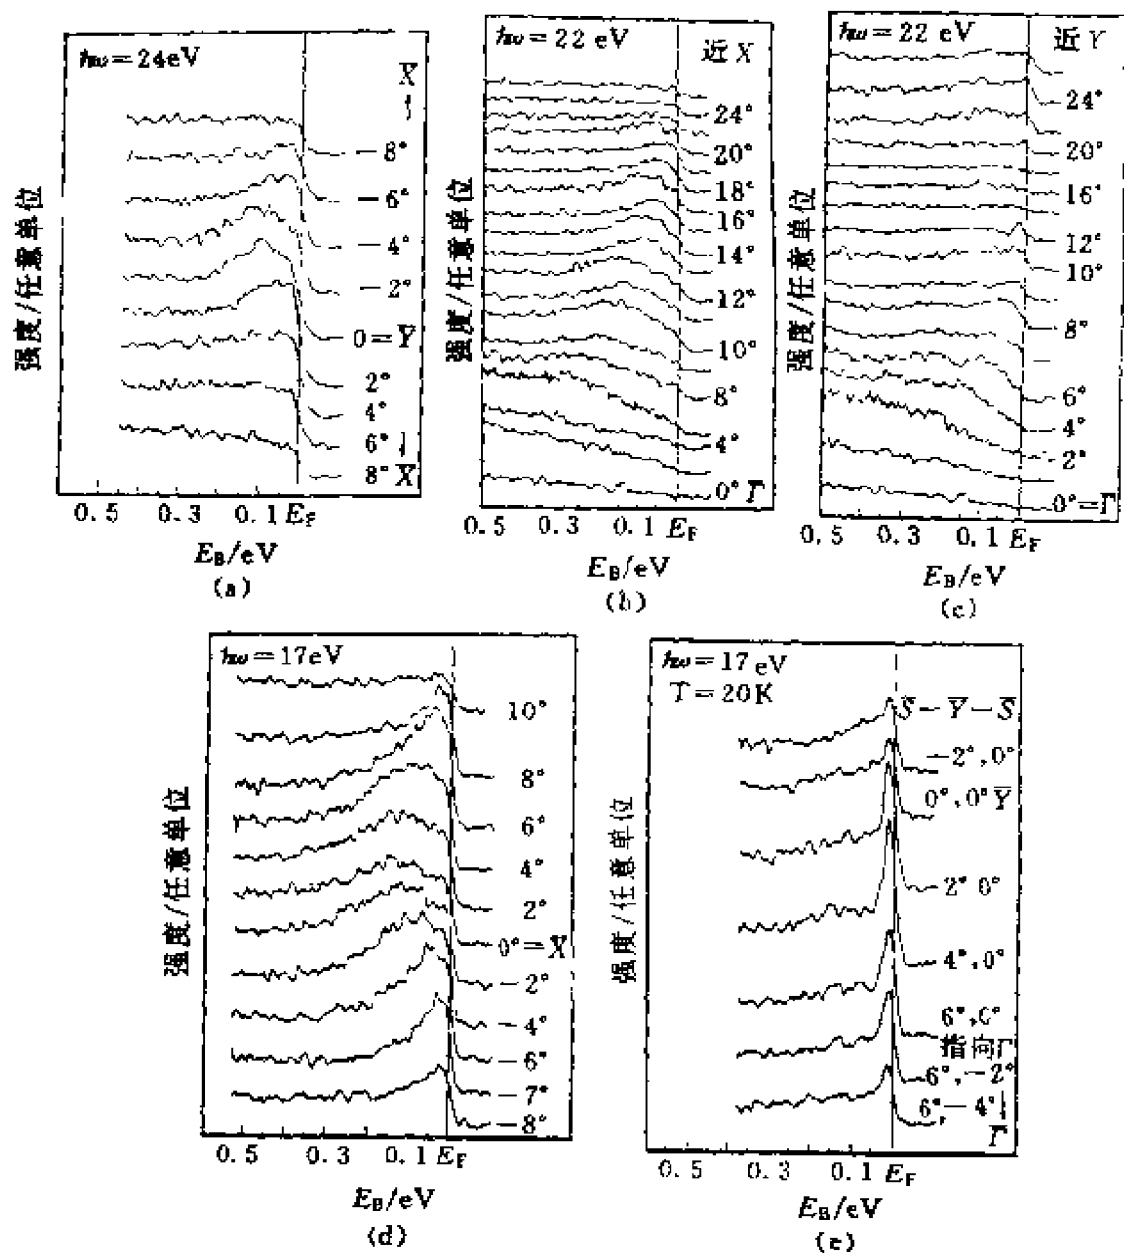 ħω=24eV
X̄
↑
-8°
-6°
-4°
-2°
0=Y
2°
4°
6°↓
8° X̄
强度/任意单位
0.5 0.3 0.1 E_F
E_B/eV
(a)
ħω=22 eV
近 X
24°
20°
18°
16°
14°
12°
10°
8°
4°
0° Γ̄
强度/任意单位
0.5 0.3 0.1 E_F
E_B/eV
(b)
ħω=22 eV
近 Y
24°
20°
16°
12°
10°
8°
6°
4°
2°
0°=Γ̄
强度/任意单位
0.5 0.3 0.1 E_F
E_B/eV
(c)
ħω=17eV
10°
8°
6°
4°
2°
0°=X̄
-2°
-4°
-6°
-7°
-8°
强度/任意单位
0.5 0.3 0.1 E_F
E_B/eV
(d)
ħω=17 eV
T=20K
S̄-Ȳ-S̄
-2°,0°
0°,0° Ȳ
2° 0°
4°,0°
6°,0°
指向Γ̄
6°,-2°
6°,-4°↓
Γ̄
强度/任意单位
0.5 0.3 0.1 E_F
E_B/eV
(e)